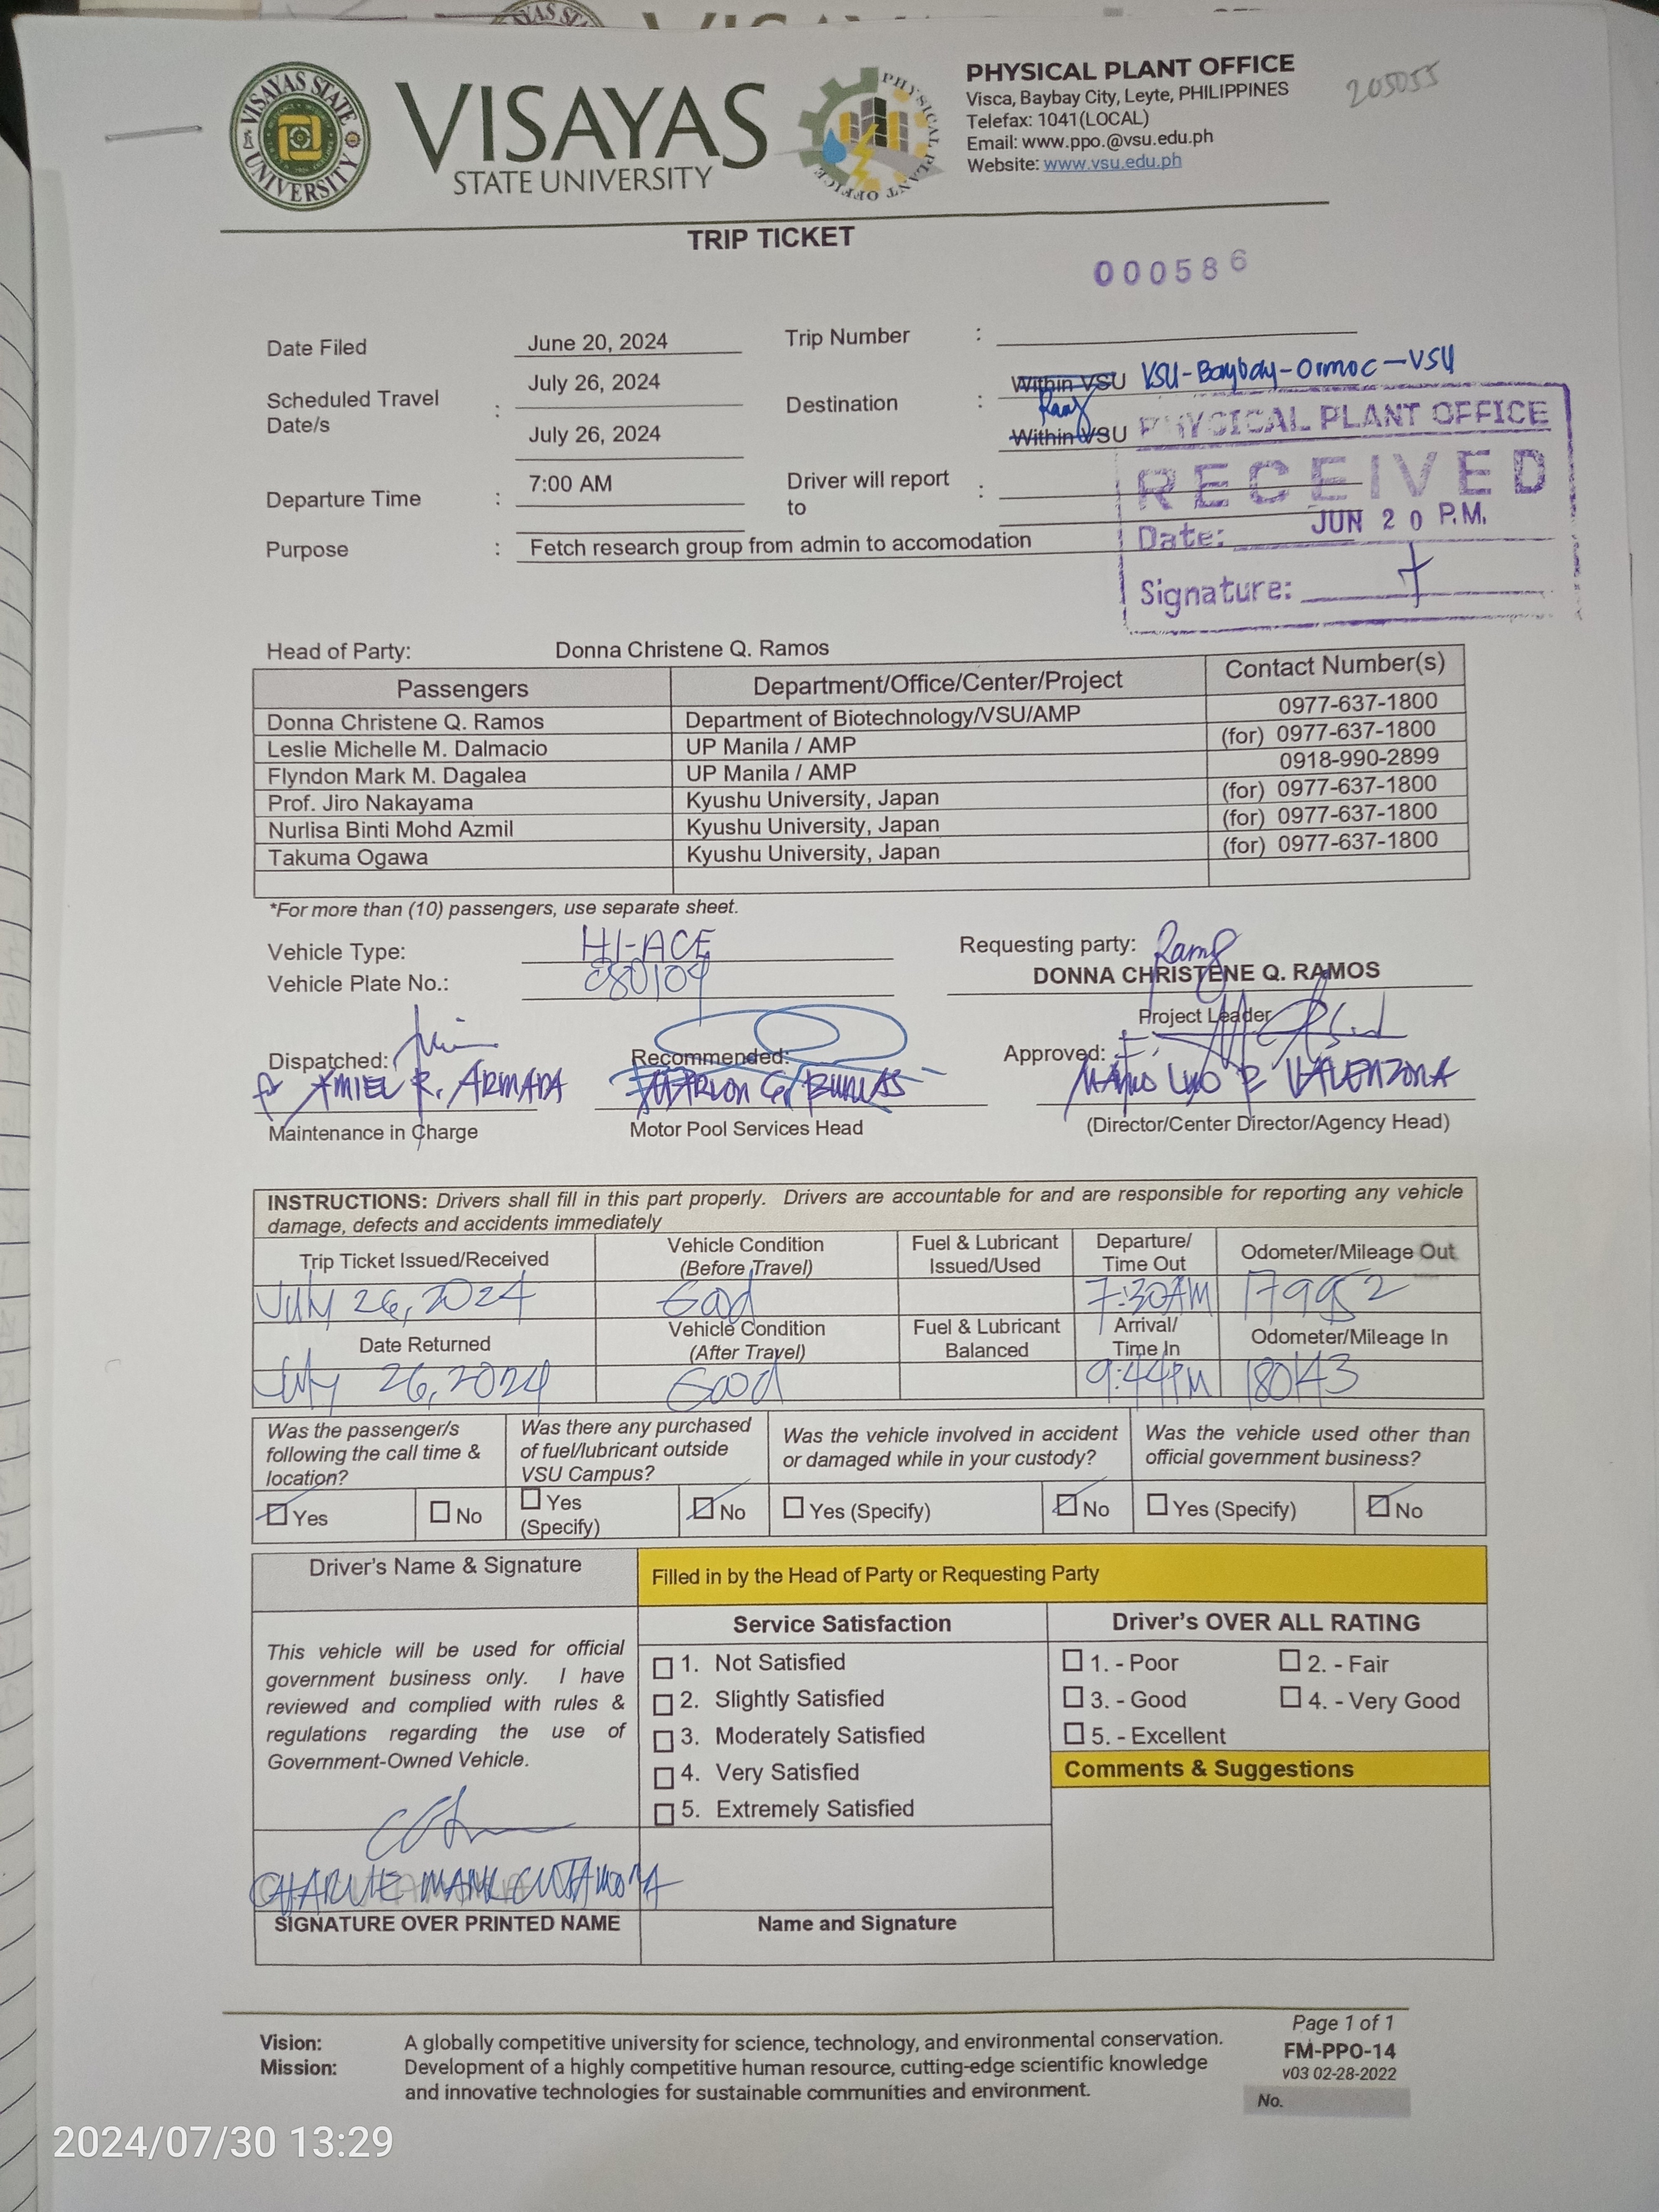 VISAYAS STATE UNIVERSITY
VISAYAS
STATE UNIVERSITY
PHYSICAL PLANT OFFICE
PHYSICAL PLANT OFFICE
Visca, Baybay City, Leyte, PHILIPPINES
Telefax: 1041(LOCAL)
Email: www.ppo.@vsu.edu.ph
Website: www.vsu.edu.ph
205055
TRIP TICKET
000586
Date Filed June 20, 2024 Trip Number :
Scheduled Travel Date/s : July 26, 2024 Destination : Within VSU VSU-Baybay-Ormoc-VSU
July 26, 2024 Within VSU
Departure Time : 7:00 AM Driver will report to :
Purpose : Fetch research group from admin to accomodation
PHYSICAL PLANT OFFICE
RECEIVED
Date: JUN 20 P.M.
Signature:
Head of Party: Donna Christene Q. Ramos
Passengers Department/Office/Center/Project Contact Number(s)
Donna Christene Q. Ramos Department of Biotechnology/VSU/AMP 0977-637-1800
Leslie Michelle M. Dalmacio UP Manila / AMP (for) 0977-637-1800
Flyndon Mark M. Dagalea UP Manila / AMP 0918-990-2899
Prof. Jiro Nakayama Kyushu University, Japan (for) 0977-637-1800
Nurlisa Binti Mohd Azmil Kyushu University, Japan (for) 0977-637-1800
Takuma Ogawa Kyushu University, Japan (for) 0977-637-1800
*For more than (10) passengers, use separate sheet.
Vehicle Type: HI-ACE Requesting party:
Vehicle Plate No.: 080104 DONNA CHRISTENE Q. RAMOS
Project Leader
Dispatched: Recommended: Approved:
AMIEL R. ARMADA MARLON G. BURLAS MARIO LILIO P. VALENZONA
Maintenance in Charge Motor Pool Services Head (Director/Center Director/Agency Head)
INSTRUCTIONS: Drivers shall fill in this part properly. Drivers are accountable for and are responsible for reporting any vehicle
damage, defects and accidents immediately
Trip Ticket Issued/Received Vehicle Condition (Before Travel) Fuel & Lubricant Issued/Used Departure/ Time Out Odometer/Mileage Out
July 26, 2024 Good 7:30AM 17952
Date Returned Vehicle Condition (After Travel) Fuel & Lubricant Balanced Arrival/ Time In Odometer/Mileage In
July 26, 2024 Good 9:44PM 18043
Was the passenger/s following the call time & location? Was there any purchased of fuel/lubricant outside VSU Campus? Was the vehicle involved in accident or damaged while in your custody? Was the vehicle used other than official government business?
Yes No Yes (Specify) No Yes (Specify) No Yes (Specify) No
Driver's Name & Signature Filled in by the Head of Party or Requesting Party
Service Satisfaction Driver's OVER ALL RATING
This vehicle will be used for official
government business only. I have
reviewed and complied with rules &
regulations regarding the use of
Government-Owned Vehicle.
1. Not Satisfied
2. Slightly Satisfied
3. Moderately Satisfied
4. Very Satisfied
5. Extremely Satisfied
1. - Poor 2. - Fair
3. - Good 4. - Very Good
5. - Excellent
Comments & Suggestions
CHARLIE MARK
SIGNATURE OVER PRINTED NAME Name and Signature
Vision: A globally competitive university for science, technology, and environmental conservation.
Mission: Development of a highly competitive human resource, cutting-edge scientific knowledge
and innovative technologies for sustainable communities and environment.
Page 1 of 1
FM-PPO-14
v03 02-28-2022
No.
2024/07/30 13:29